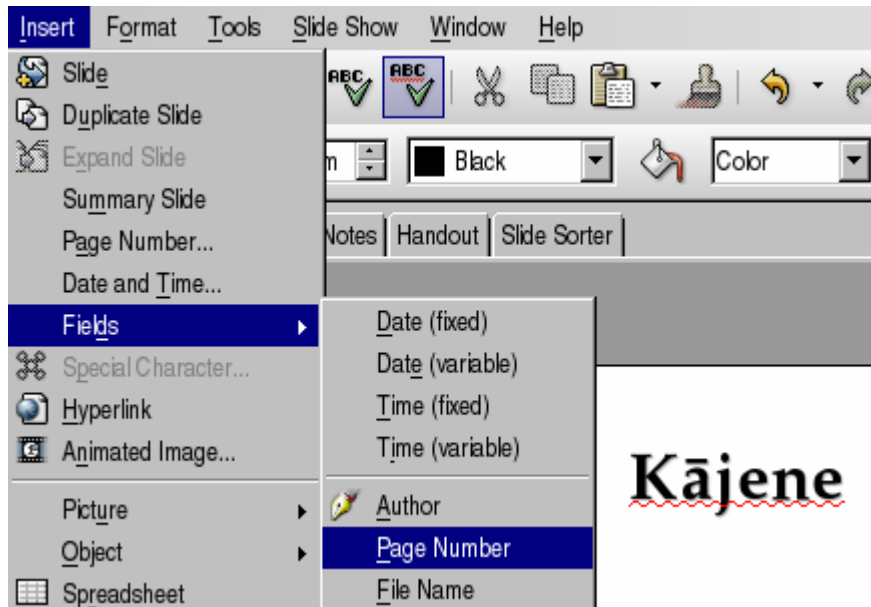 Insert Format Tools Slide Show Window Help
Slide
Duplicate Slide
Expand Slide
Summary Slide
Page Number...
Date and Time...
Fields
Special Character...
Hyperlink
Animated Image...
Picture
Object
Spreadsheet
ABC ABC
m Black Color
Notes Handout Slide Sorter
Date (fixed)
Date (variable)
Time (fixed)
Time (variable)
Author
Page Number
File Name
Kājene